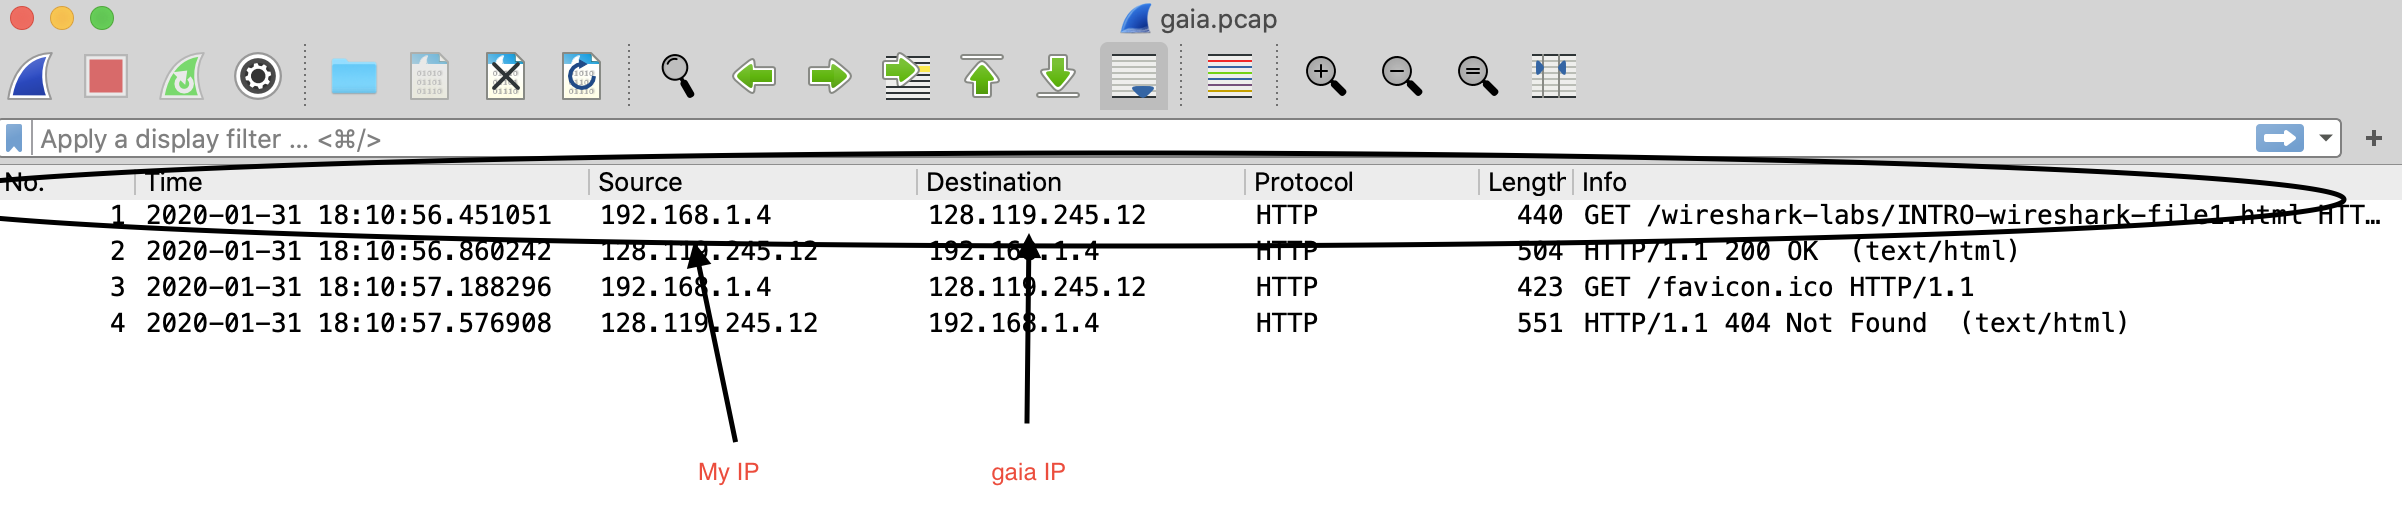 gaia.pcap
Apply a display filter ... <⌘/>
No. Time Source Destination Protocol Length Info
1 2020-01-31 18:10:56.451051 192.168.1.4 128.119.245.12 HTTP 440 GET /wireshark-labs/INTRO-wireshark-file1.html HTT…
2 2020-01-31 18:10:56.860242 128.119.245.12 192.168.1.4 HTTP 504 HTTP/1.1 200 OK (text/html)
3 2020-01-31 18:10:57.188296 192.168.1.4 128.119.245.12 HTTP 423 GET /favicon.ico HTTP/1.1
4 2020-01-31 18:10:57.576908 128.119.245.12 192.168.1.4 HTTP 551 HTTP/1.1 404 Not Found (text/html)
My IP gaia IP